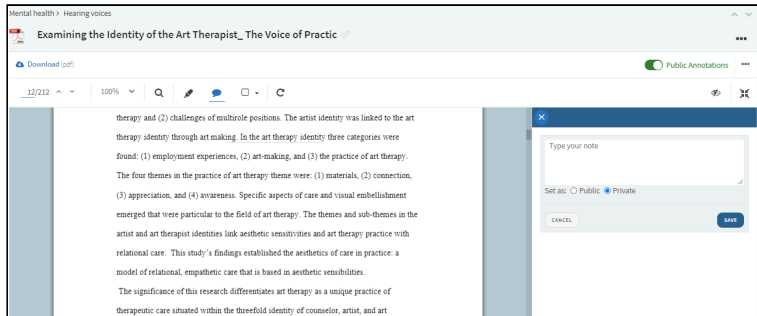 Mental health > Hearing voices
Examining the Identity of the Art Therapist_ The Voice of Practic
Download (pdf)
Public Annotations
12/212
100%
therapy and (2) challenges of multirole positions. The artist identity was linked to the art
therapy identity through art making. In the art therapy identity three categories were
found: (1) employment experiences, (2) art-making, and (3) the practice of art therapy.
The four themes in the practice of art therapy theme were: (1) materials, (2) connection,
(3) appreciation, and (4) awareness. Specific aspects of care and visual embellishment
emerged that were particular to the field of art therapy. The themes and sub-themes in the
artist and art therapist identities link aesthetic sensitivities and art therapy practice with
relational care. This study's findings established the aesthetics of care in practice: a
model of relational, empathetic care that is based in aesthetic sensibilities.
The significance of this research differentiates art therapy as a unique practice of
therapeutic care situated within the threefold identity of counselor, artist, and art
Type your note
Set as: Public Private
CANCEL
SAVE